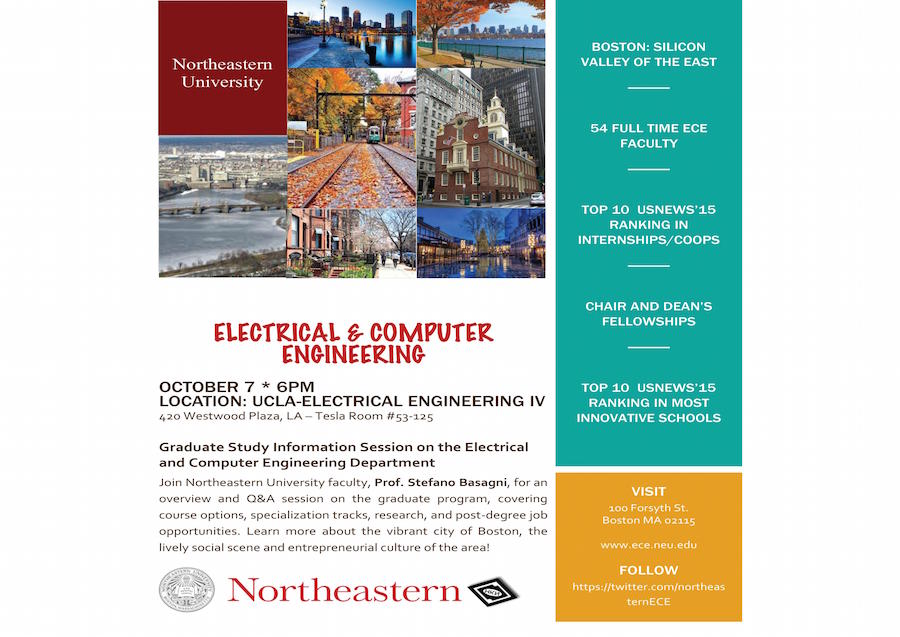 Northeastern
University
BOSTON: SILICON
VALLEY OF THE EAST
54 FULL TIME ECE
FACULTY
TOP 10 USNEWS'15
RANKING IN
INTERNSHIPS/COOPS
CHAIR AND DEAN'S
FELLOWSHIPS
TOP 10 USNEWS'15
RANKING IN MOST
INNOVATIVE SCHOOLS
ELECTRICAL & COMPUTER
ENGINEERING
OCTOBER 7 * 6PM
LOCATION: UCLA-ELECTRICAL ENGINEERING IV
420 Westwood Plaza, LA – Tesla Room #53-125
Graduate Study Information Session on the Electrical
and Computer Engineering Department
Join Northeastern University faculty, Prof. Stefano Basagni, for an
overview and Q&A session on the graduate program, covering
course options, specialization tracks, research, and post-degree job
opportunities. Learn more about the vibrant city of Boston, the
lively social scene and entrepreneurial culture of the area!
Northeastern
VISIT
100 Forsyth St.
Boston MA 02115
www.ece.neu.edu
FOLLOW
https://twitter.com/northeas
ternECE